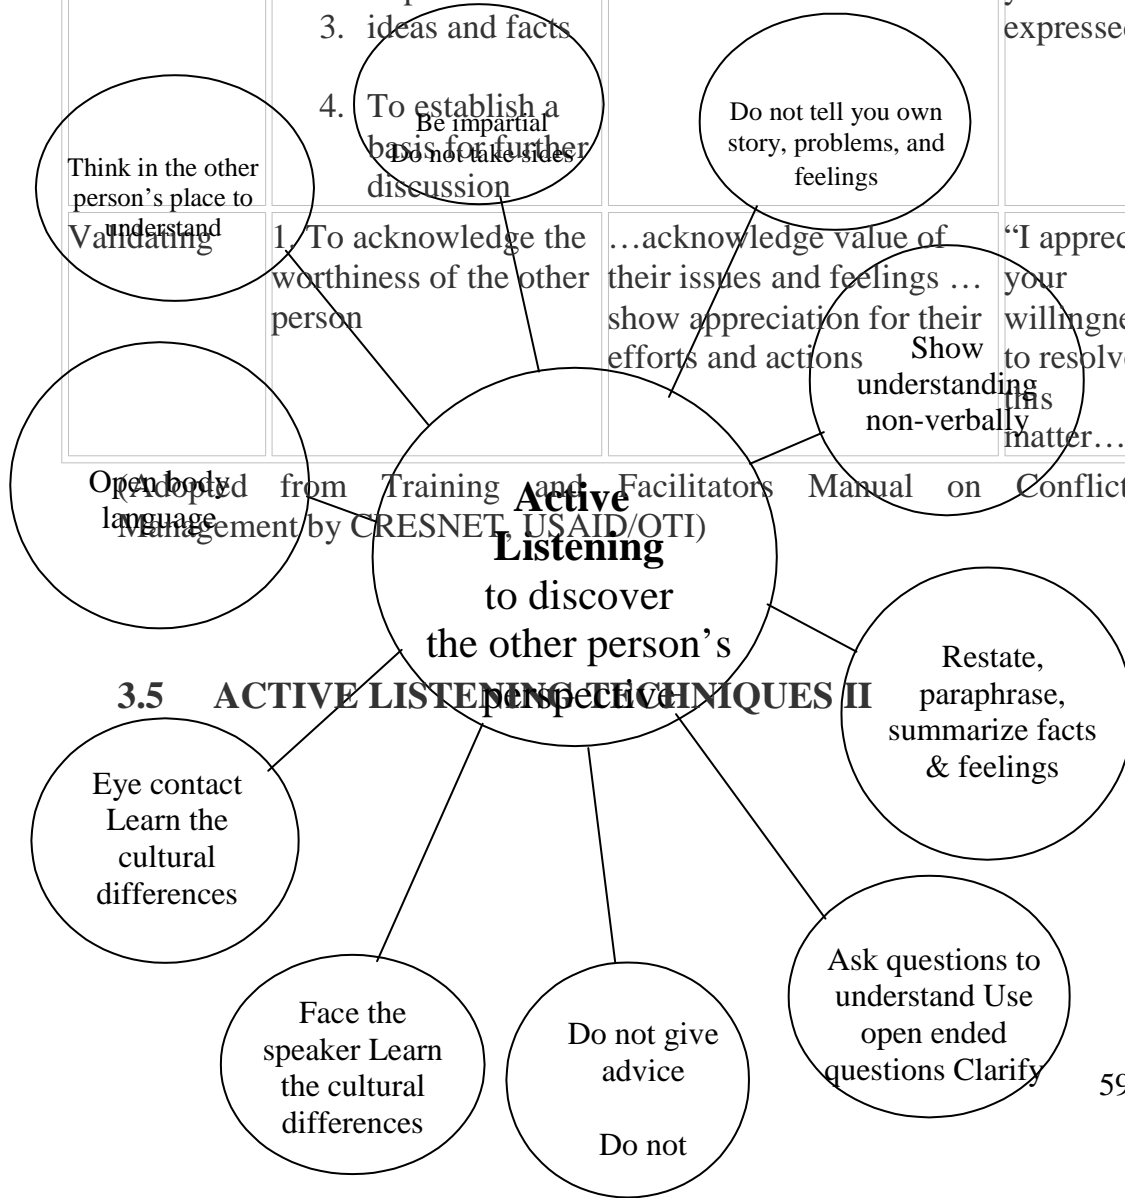 3. ideas and facts
4. To establish a
basis for further
discussion
expresse
Validating
1. To acknowledge the
worthiness of the other
person
…acknowledge value of
their issues and feelings …
show appreciation for their
efforts and actions
“I apprec
your
willingne
to resolv
this
matter…
(Adopted from Training and Facilitators Manual on Conflict
Management by CRESNET, USAID/OTI)
3.5 ACTIVE LISTENING TECHNIQUES II
Think in the other
person’s place to
understand
Be impartial
Do not take sides
Do not tell you own
story, problems, and
feelings
Show
understanding
non-verbally
Open body
language
Active
Listening
to discover
the other person’s
perspective
Restate,
paraphrase,
summarize facts
& feelings
Eye contact
Learn the
cultural
differences
Face the
speaker Learn
the cultural
differences
Do not give
advice
Do not
Ask questions to
understand Use
open ended
questions Clarify
59